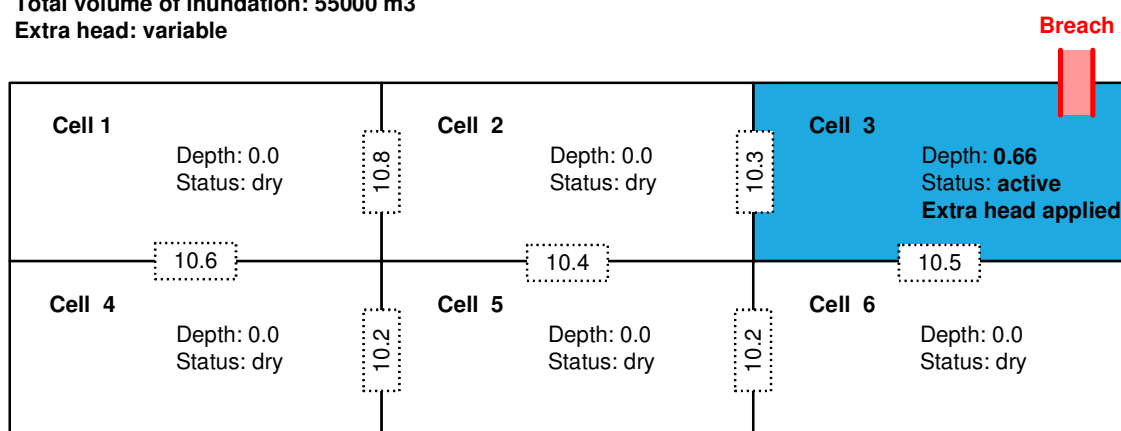 Total volume of inundation: 55000 m3
Extra head: variable
Breach
Cell 1
Depth: 0.0
Status: dry
10.8
Cell 2
Depth: 0.0
Status: dry
10.3
Cell 3
Depth: 0.66
Status: active
Extra head applied
10.6
10.4
10.5
Cell 4
Depth: 0.0
Status: dry
10.2
Cell 5
Depth: 0.0
Status: dry
10.2
Cell 6
Depth: 0.0
Status: dry